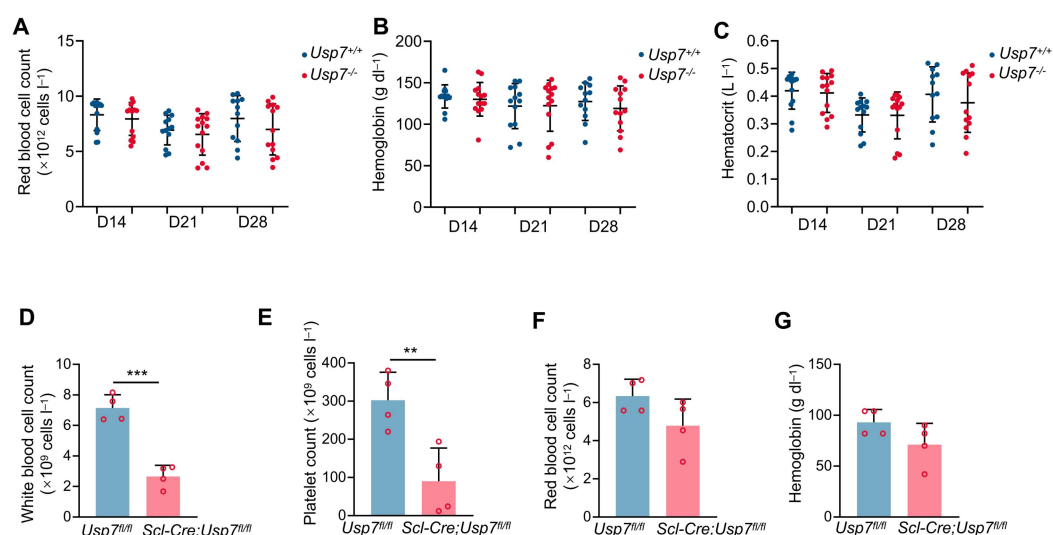 A
Red blood cell count
(×10¹² cells l⁻¹)
15
10
5
0
D14
D21
D28
Usp7⁺/⁺
Usp7⁻/⁻
B
Hemoglobin (g dl⁻¹)
200
150
100
50
0
D14
D21
D28
Usp7⁺/⁺
Usp7⁻/⁻
C
Hematocrit (L L⁻¹)
0.6
0.5
0.4
0.3
0.2
0.1
0.0
D14
D21
D28
Usp7⁺/⁺
Usp7⁻/⁻
D
White blood cell count
(×10⁹ cells l⁻¹)
10
8
6
4
2
0
***
Usp7ᶠˡ/ᶠˡ
Scl-Cre;Usp7ᶠˡ/ᶠˡ
E
Platelet count (×10⁹ cells l⁻¹)
400
300
200
100
0
**
Usp7ᶠˡ/ᶠˡ
Scl-Cre;Usp7ᶠˡ/ᶠˡ
F
Red blood cell count
(×10¹² cells l⁻¹)
8
6
4
2
0
Usp7ᶠˡ/ᶠˡ
Scl-Cre;Usp7ᶠˡ/ᶠˡ
G
Hemoglobin (g dl⁻¹)
150
100
50
0
Usp7ᶠˡ/ᶠˡ
Scl-Cre;Usp7ᶠˡ/ᶠˡ